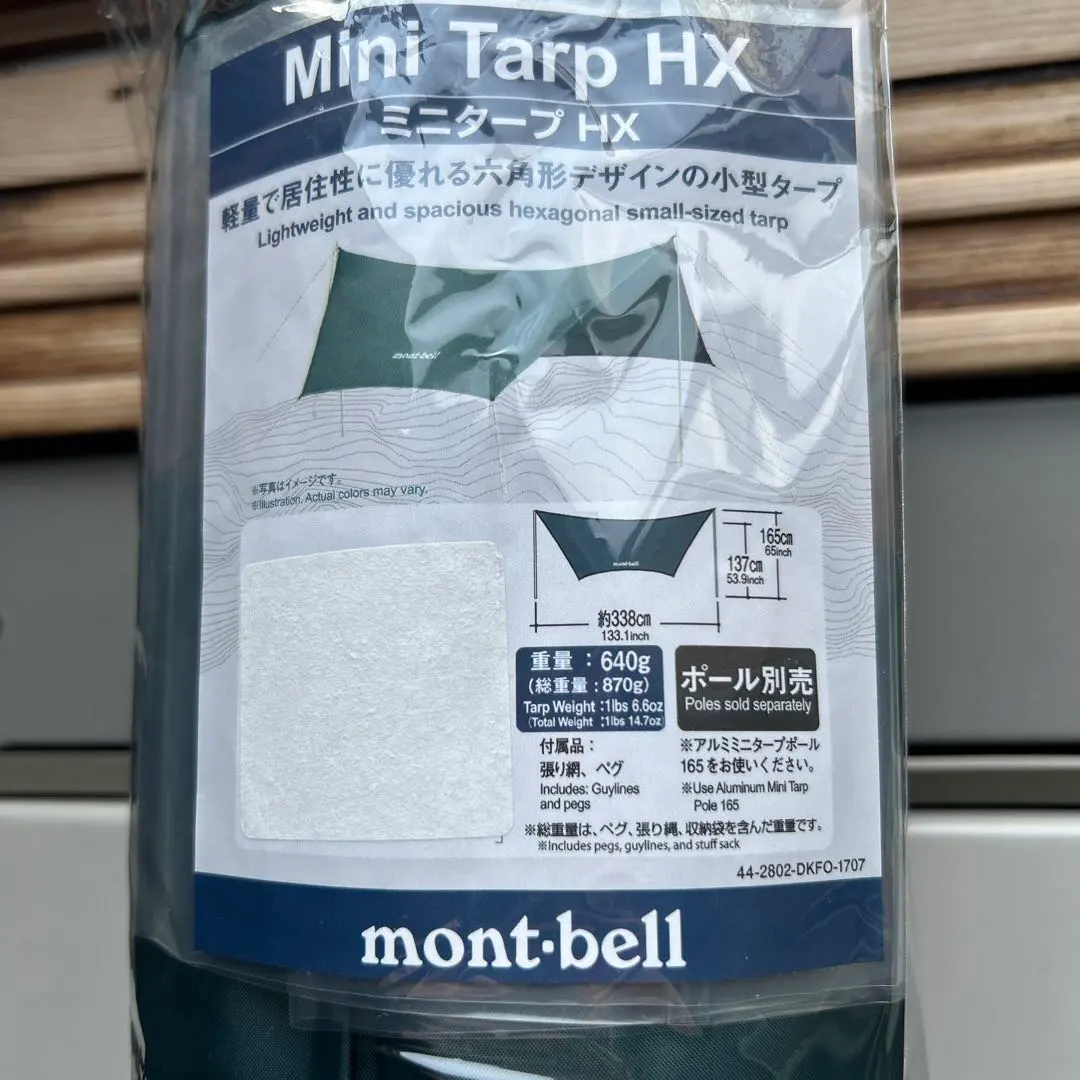 Mini Tarp HX
ミニタープ HX
軽量で居住性に優れる六角形デザインの小型タープ
Lightweight and spacious hexagonal small-sized tarp
mont-bell
※写真はイメージです。
※Illustration. Actual colors may vary.
mont-bell
165cm
65inch
137cm
53.9inch
約338cm
133.1inch
重量：640g
(総重量：870g)
Tarp Weight :1lbs 6.6oz
(Total Weight :1lbs 14.7oz)
ポール別売
Poles sold separately
付属品：
張り網、ペグ
Includes: Guylines
and pegs
※アルミミニタープポール
165をお使いください。
※Use Aluminum Mini Tarp
Pole 165
※総重量は、ペグ、張り縄、収納袋を含んだ重量です。
※Includes pegs, guylines, and stuff sack
44-2802-DKFO-1707
mont-bell